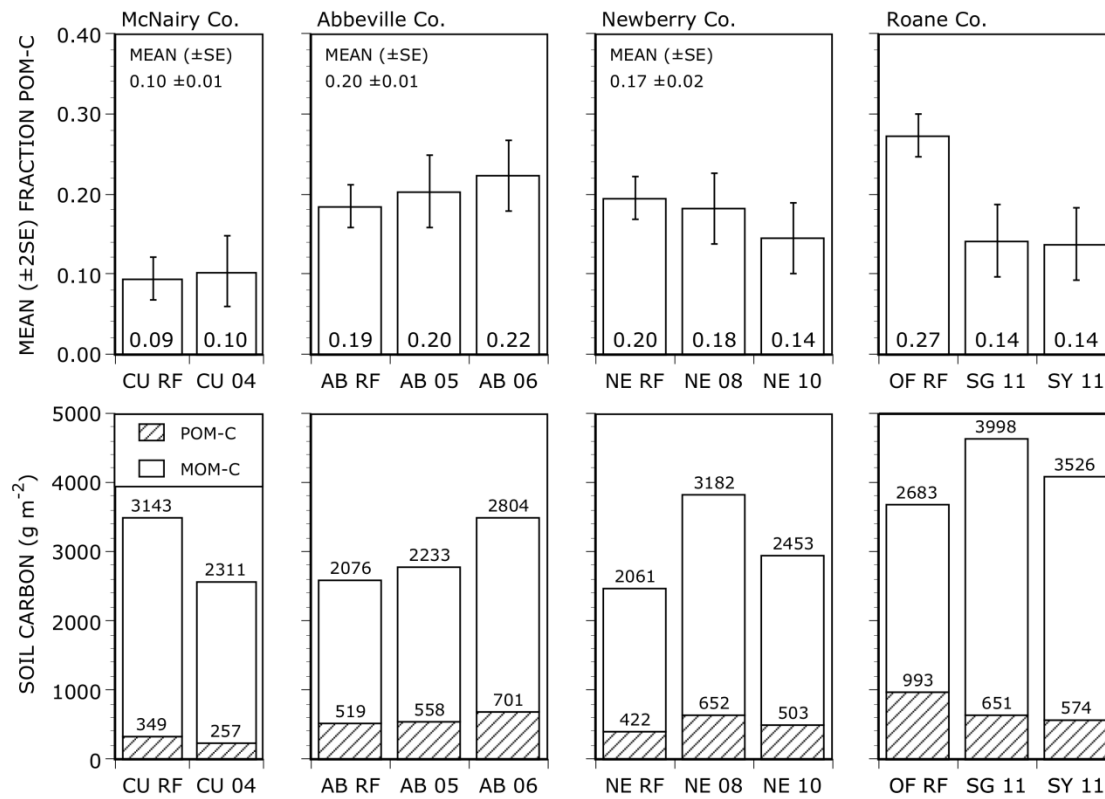 McNairy Co. Abbeville Co. Newberry Co. Roane Co.
MEAN (±2SE) FRACTION POM-C
0.40
0.30
0.20
0.10
0.00
MEAN (±SE)
0.10 ±0.01
0.09 0.10
CU RF CU 04
MEAN (±SE)
0.20 ±0.01
0.19 0.20 0.22
AB RF AB 05 AB 06
MEAN (±SE)
0.17 ±0.02
0.20 0.18 0.14
NE RF NE 08 NE 10
0.27 0.14 0.14
OF RF SG 11 SY 11
SOIL CARBON (g m⁻²)
5000
4000
3000
2000
1000
0
POM-C
MOM-C
3143 2311
349 257
CU RF CU 04
2076 2233 2804
519 558 701
AB RF AB 05 AB 06
2061 3182 2453
422 652 503
NE RF NE 08 NE 10
2683 3998 3526
993 651 574
OF RF SG 11 SY 11